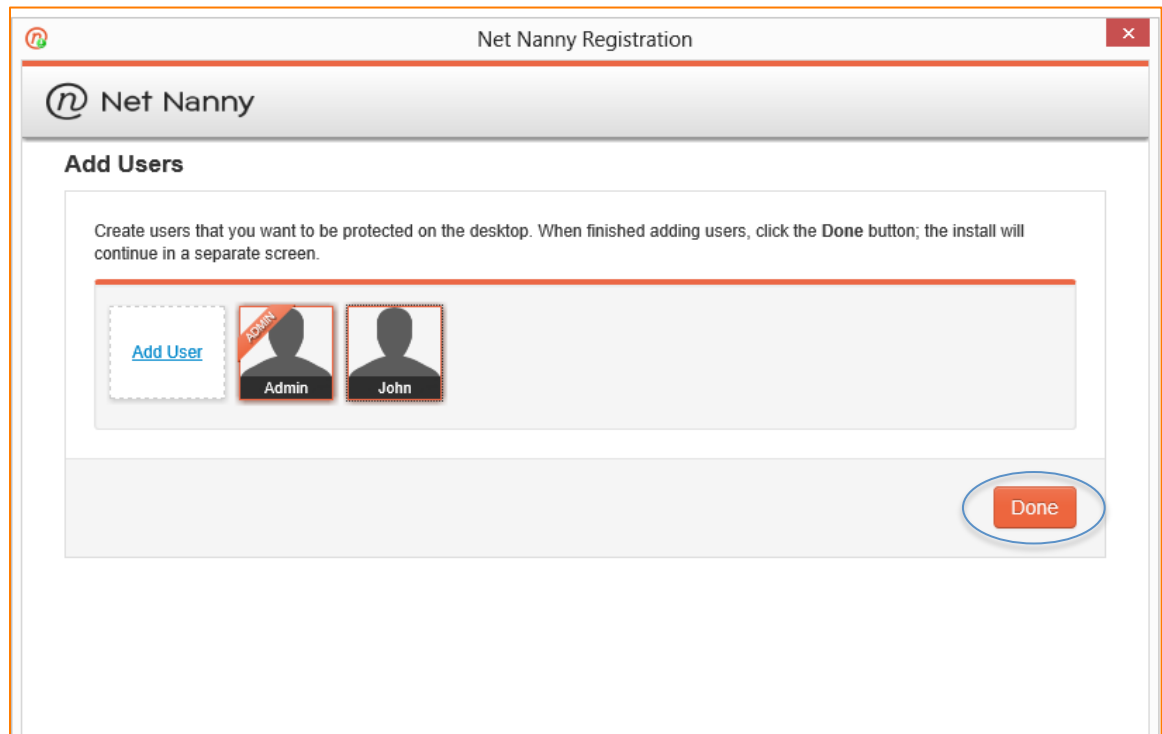 Net Nanny Registration
Net Nanny
Add Users
Create users that you want to be protected on the desktop. When finished adding users, click the Done button; the install will
continue in a separate screen.
Add User
ADMIN
Admin
John
Done